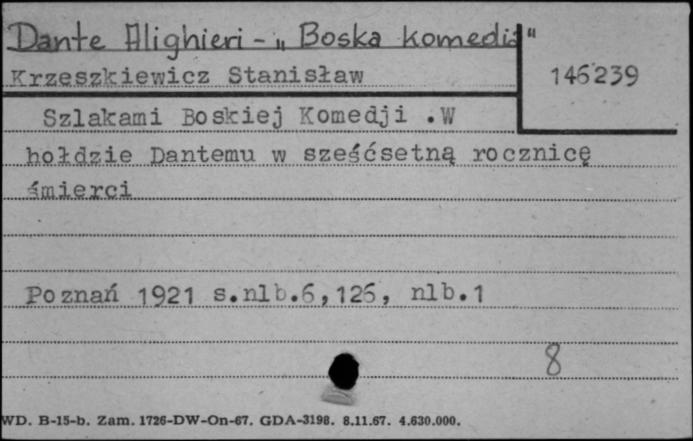 Dante Alighieri - „ Boska komedia"
Krzeszkiewicz Stanisław
146239
Szlakami Boskiej Komedji . W
hołdzie Dantemu w sześćsetną rocznicę
śmierci
Poznań 1921 s.nlb.6,126, nlb.1
8
WD. B-15-b. Zam. 1726-DW-On-67. GDA-3198. 8.11.67. 4.630.000.